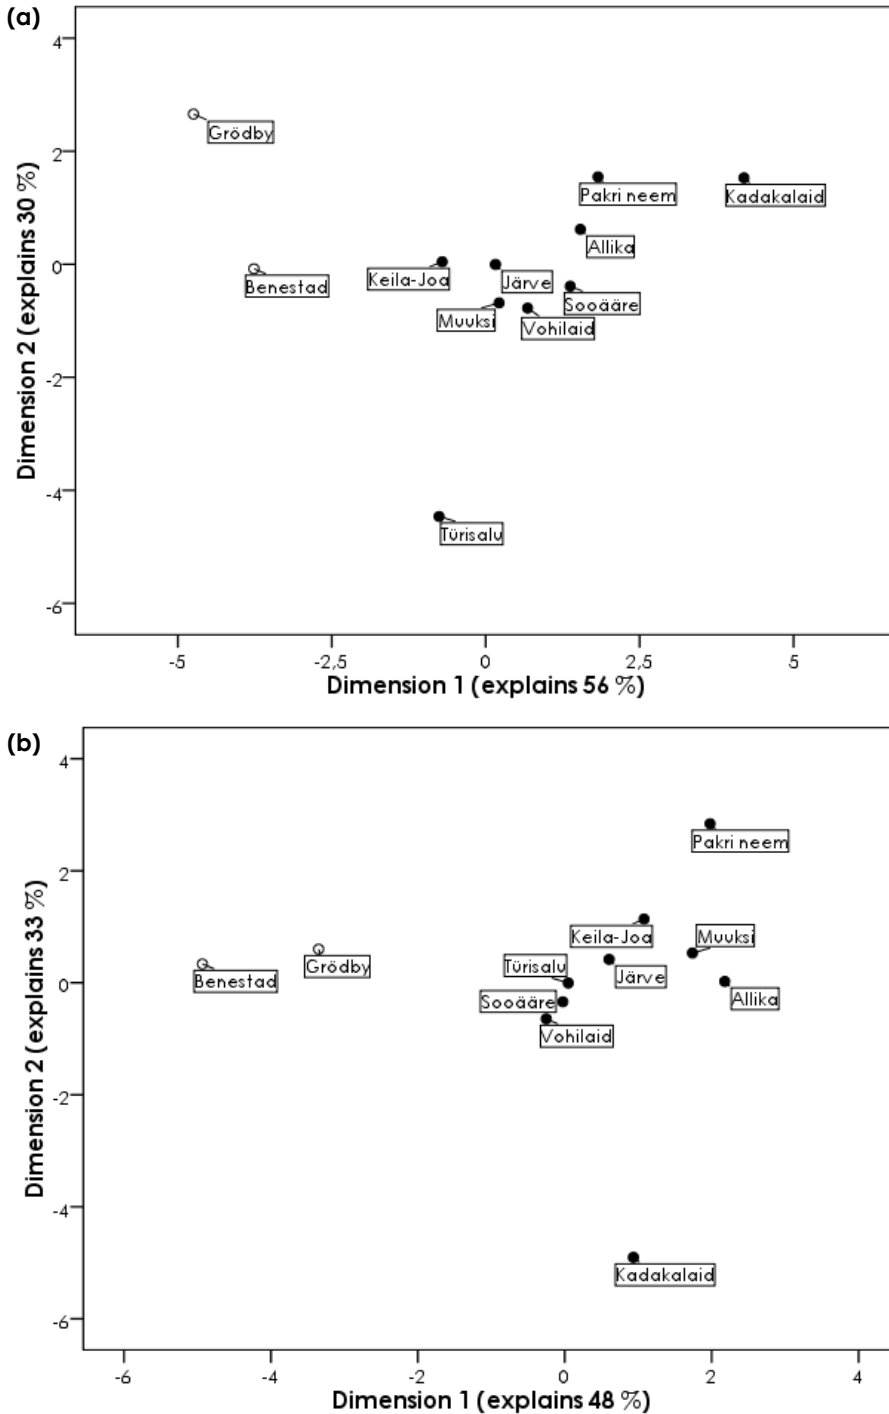 (a)
4
2
0
-2
-4
-6
Dimension 2 (explains 30 %)
Grödby
Benestad
Pakri neem
Kadakalaid
Allika
Keila-Joa
Järve
Sooääre
Muuksi
Vohilaid
Türisalu
-5
-2,5
0
2,5
5
Dimension 1 (explains 56 %)
(b)
4
2
0
-2
-4
-6
Dimension 2 (explains 33 %)
Pakri neem
Keila-Joa
Muuksi
Grödby
Türisalu
Järve
Benestad
Allika
Sooääre
Vohilaid
Kadakalaid
-6
-4
-2
0
2
4
Dimension 1 (explains 48 %)